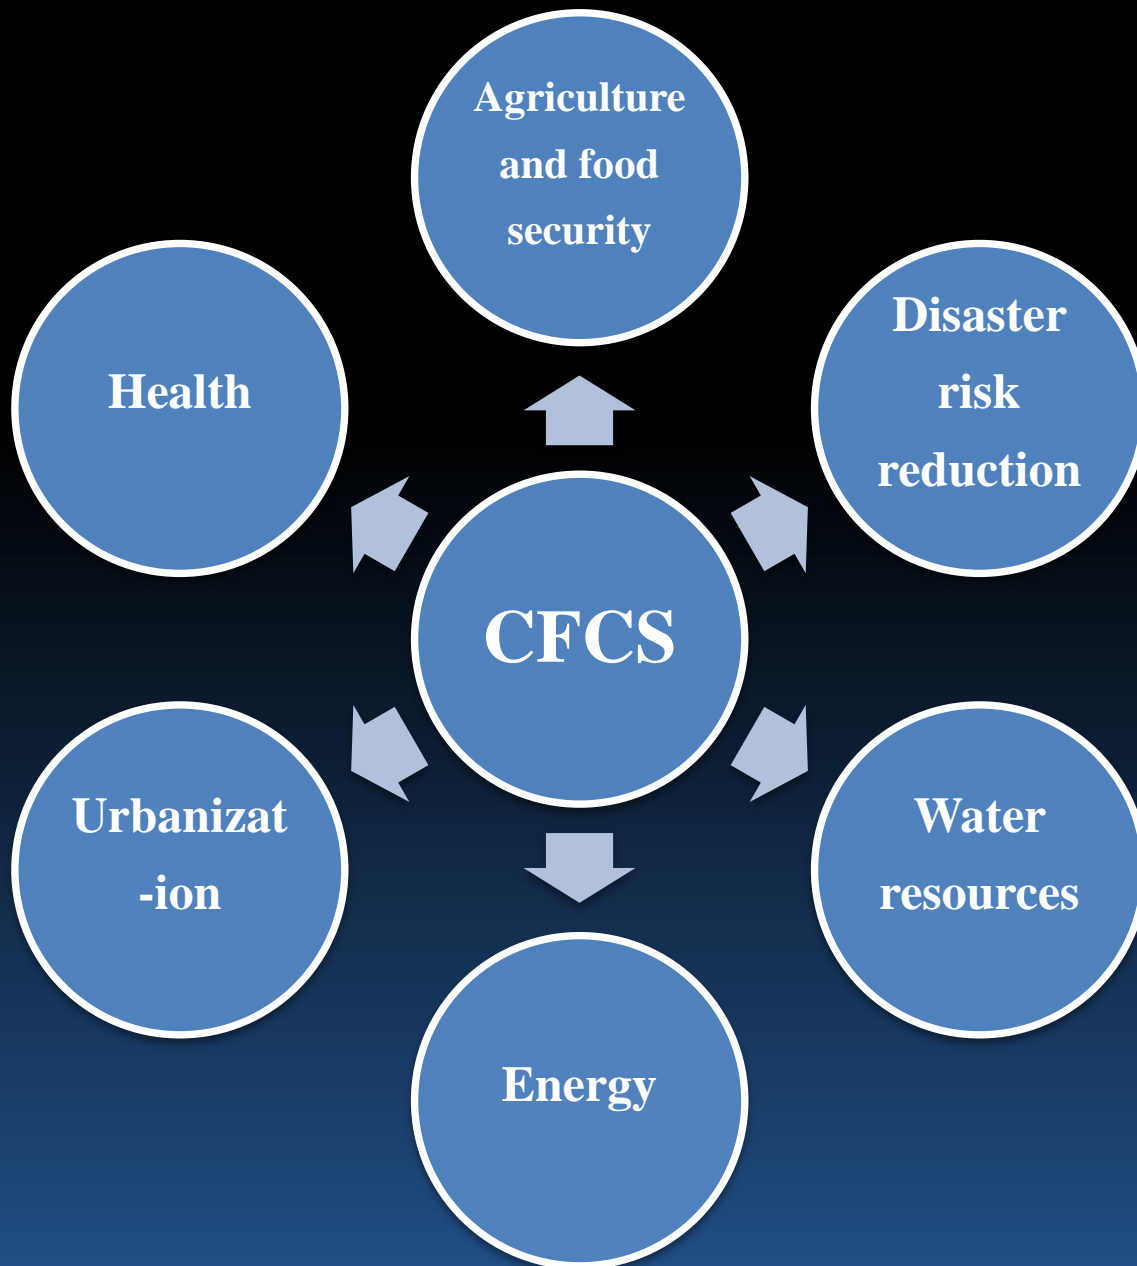 Agriculture
and food
security
Disaster
risk
reduction
Health
CFCS
Urbanizat
-ion
Water
resources
Energy